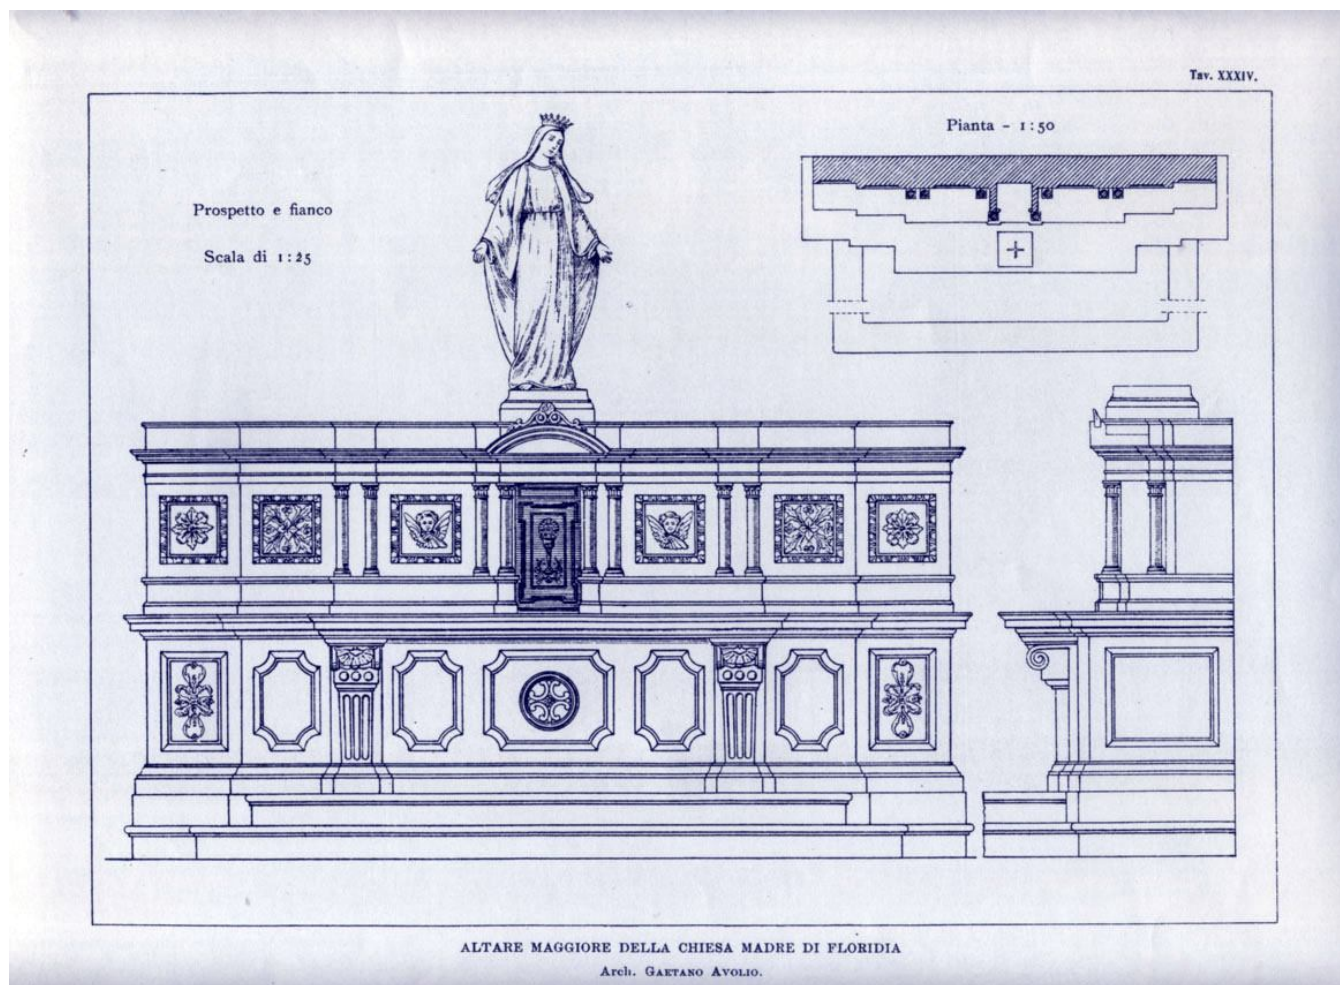 Tav. XXXIV.
Pianta - 1:50
Prospetto e fianco
Scala di 1:25
ALTARE MAGGIORE DELLA CHIESA MADRE DI FLORIDIA
Arch. GAETANO AVOLIO.